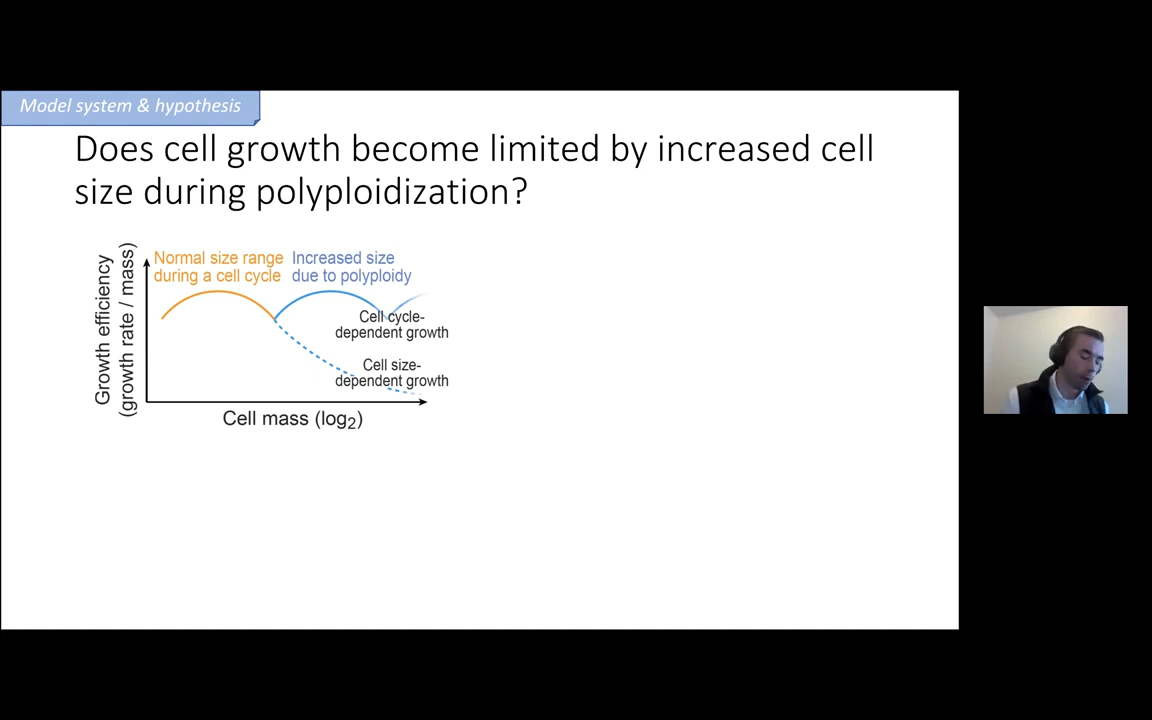 Model system & hypothesis
Does cell growth become limited by increased cell
size during polyploidization?
Growth efficiency
(growth rate / mass)
Normal size range
during a cell cycle
Increased size
due to polyploidy
Cell cycle-
dependent growth
Cell size-
dependent growth
Cell mass (log2)